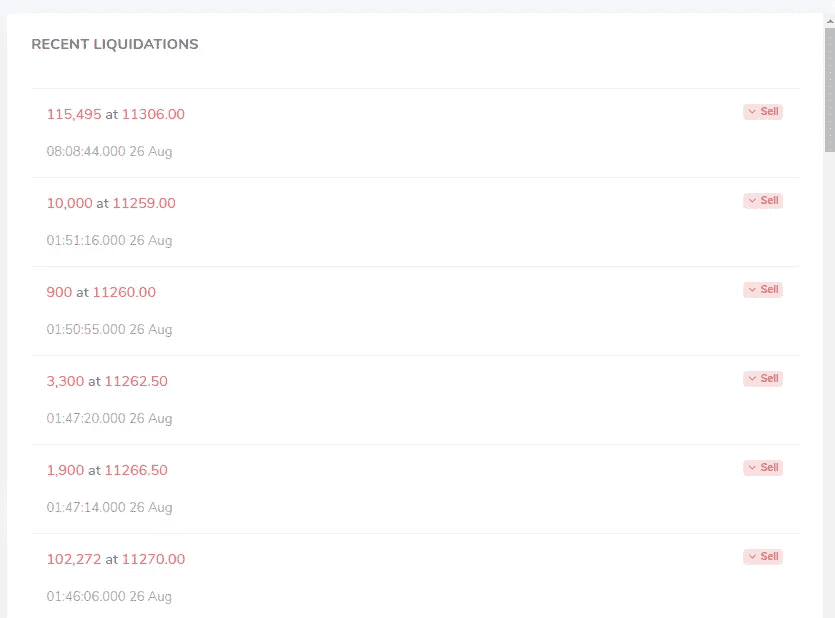 RECENT LIQUIDATIONS
115,495 at 11306.00
Sell
08:08:44.000 26 Aug
10,000 at 11259.00
Sell
01:51:16.000 26 Aug
900 at 11260.00
Sell
01:50:55.000 26 Aug
3,300 at 11262.50
Sell
01:47:20.000 26 Aug
1,900 at 11266.50
Sell
01:47:14.000 26 Aug
102,272 at 11270.00
Sell
01:46:06.000 26 Aug